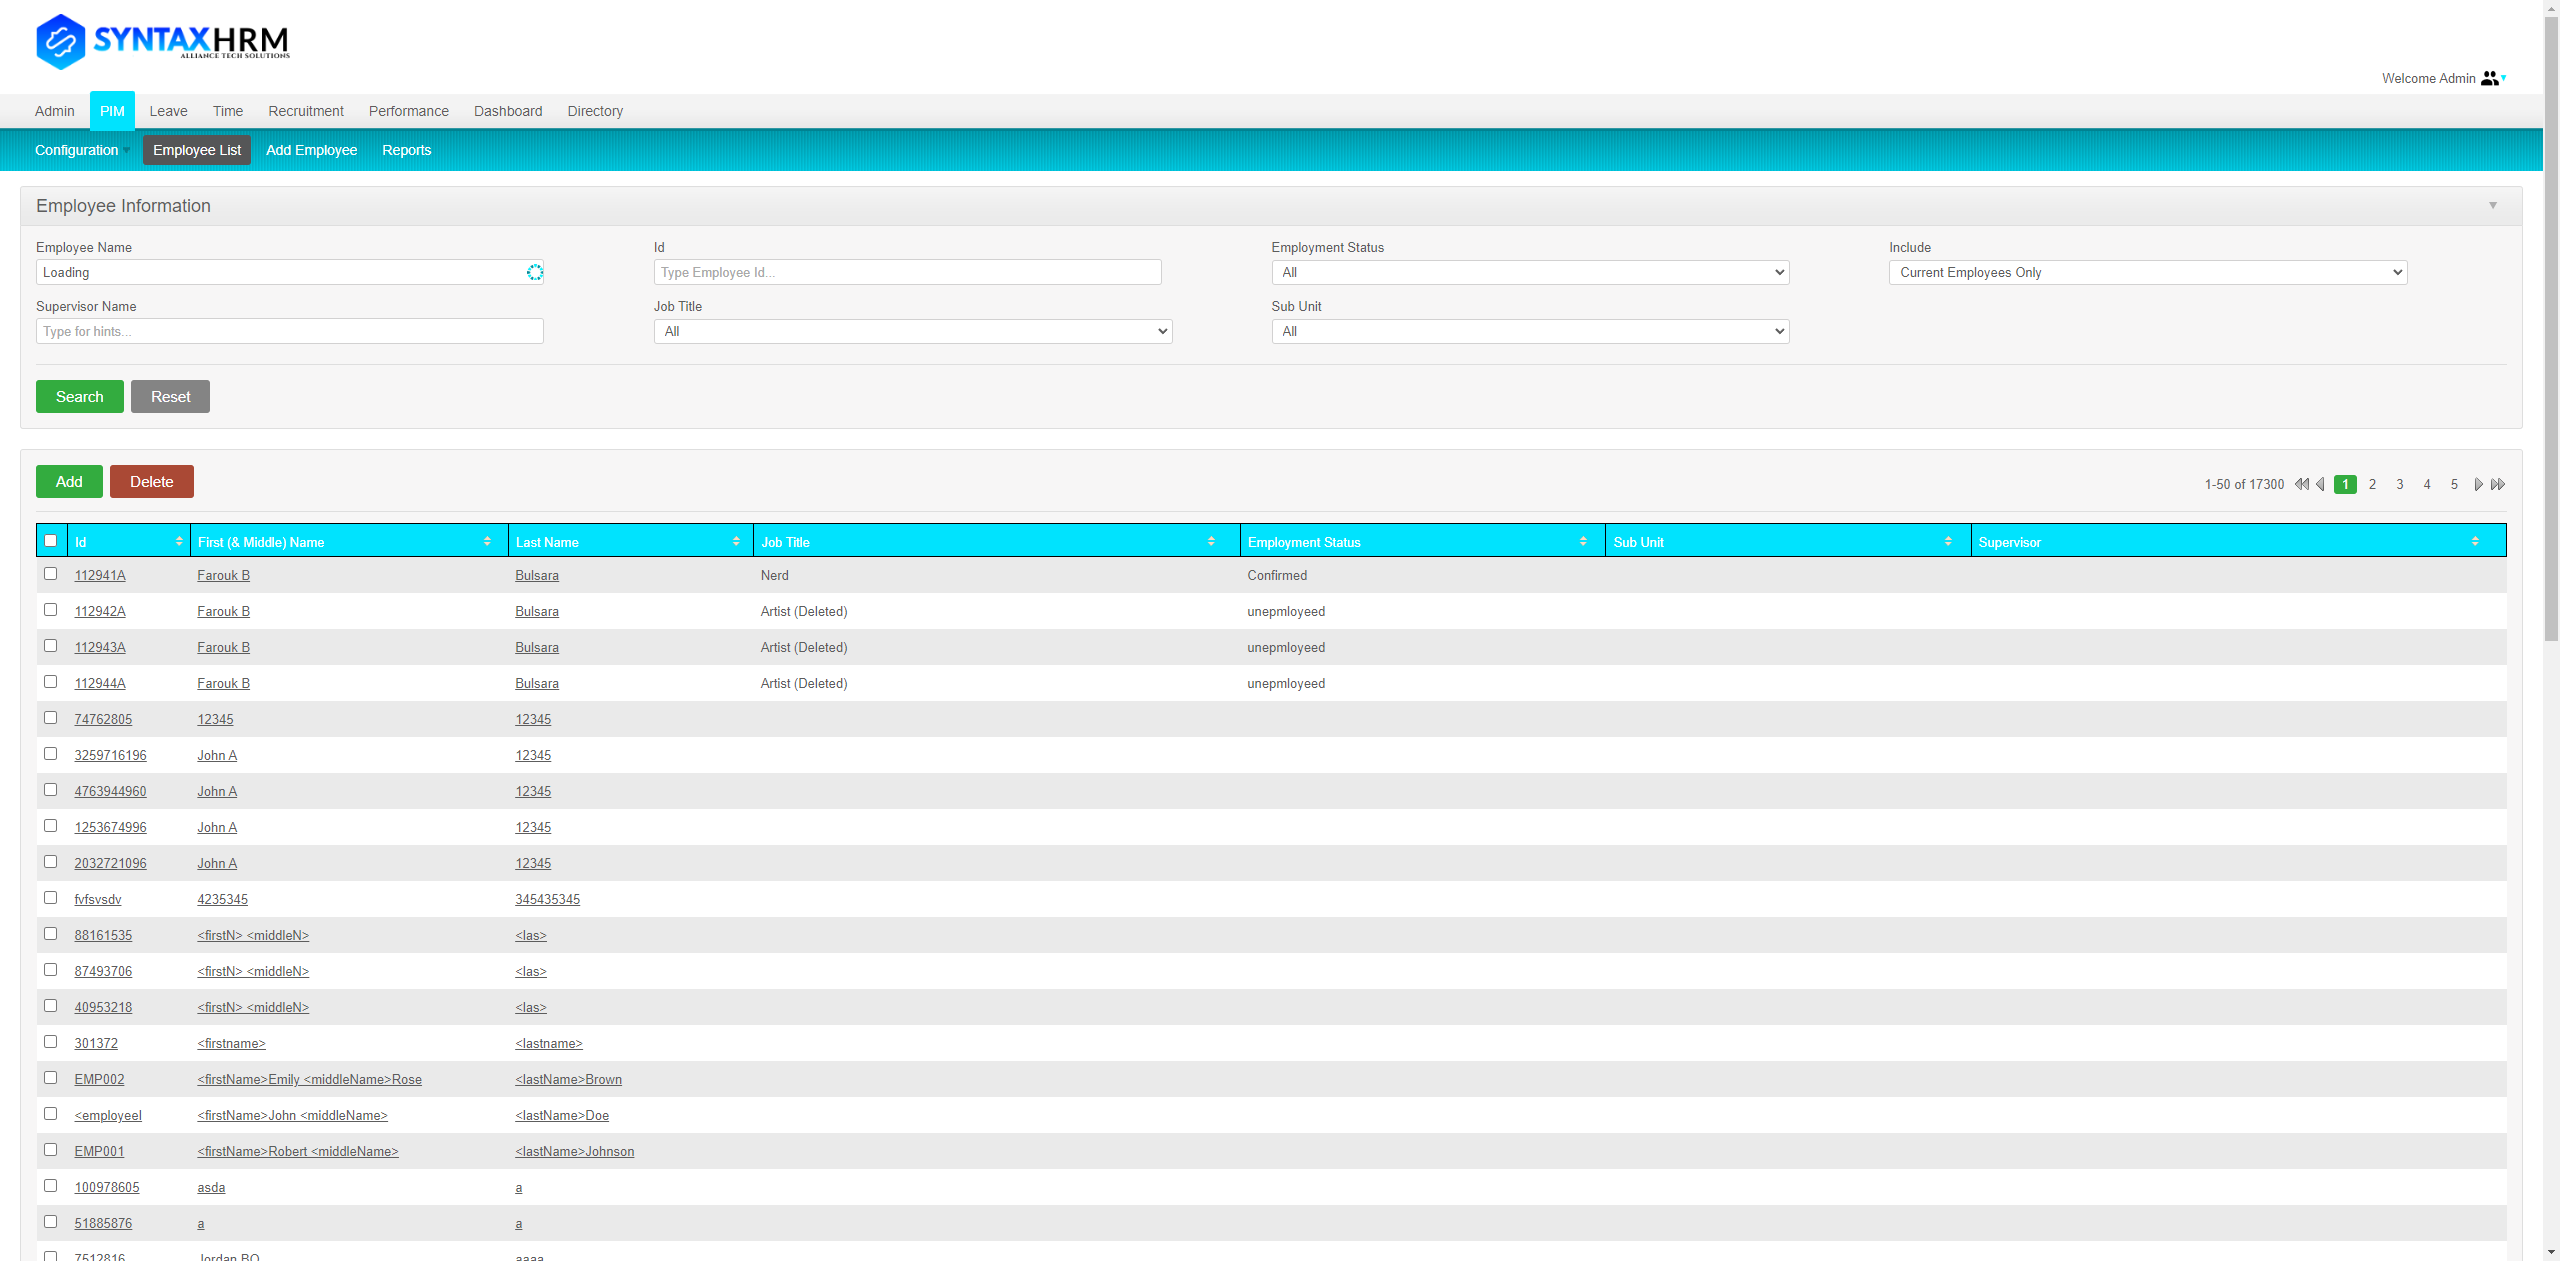 SYNTAXHRM
ALLIANCE TECH SOLUTIONS
Welcome Admin
Admin PIM Leave Time Recruitment Performance Dashboard Directory
Configuration Employee List Add Employee Reports
Employee Information
Employee Name Id Employment Status Include
Loading Type Employee Id... All Current Employees Only
Supervisor Name Job Title Sub Unit
Type for hints... All All
Search Reset
Add Delete 1-50 of 17300 1 2 3 4 5
Id First (& Middle) Name Last Name Job Title Employment Status Sub Unit Supervisor
112941A Farouk B Bulsara Nerd Confirmed
112942A Farouk B Bulsara Artist (Deleted) unepmloyeed
112943A Farouk B Bulsara Artist (Deleted) unepmloyeed
112944A Farouk B Bulsara Artist (Deleted) unepmloyeed
74762805 12345 12345
3259716196 John A 12345
4763944960 John A 12345
1253674996 John A 12345
2032721096 John A 12345
fvfsvsdv 4235345 345435345
88161535 <firstN> <middleN> <las>
87493706 <firstN> <middleN> <las>
40953218 <firstN> <middleN> <las>
301372 <firstname> <lastname>
EMP002 <firstName>Emily <middleName>Rose <lastName>Brown
<employeeI <firstName>John <middleName> <lastName>Doe
EMP001 <firstName>Robert <middleName> <lastName>Johnson
100978605 asda a
51885876 a a
7512816 Jordan BO aaaa